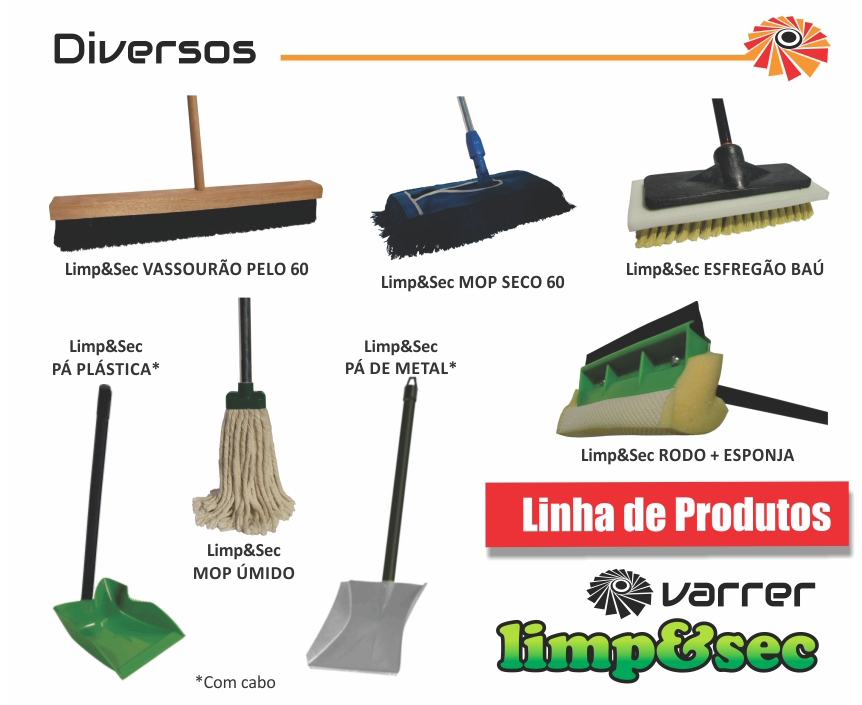 Diversos
Limp&Sec VASSOURÃO PELO 60
Limp&Sec MOP SECO 60
Limp&Sec ESFREGÃO BAÚ
Limp&Sec
PÁ PLÁSTICA*
Limp&Sec
PÁ DE METAL*
Limp&Sec RODO + ESPONJA
Linha de Produtos
Limp&Sec
MOP ÚMIDO
varrer
limp&sec
*Com cabo